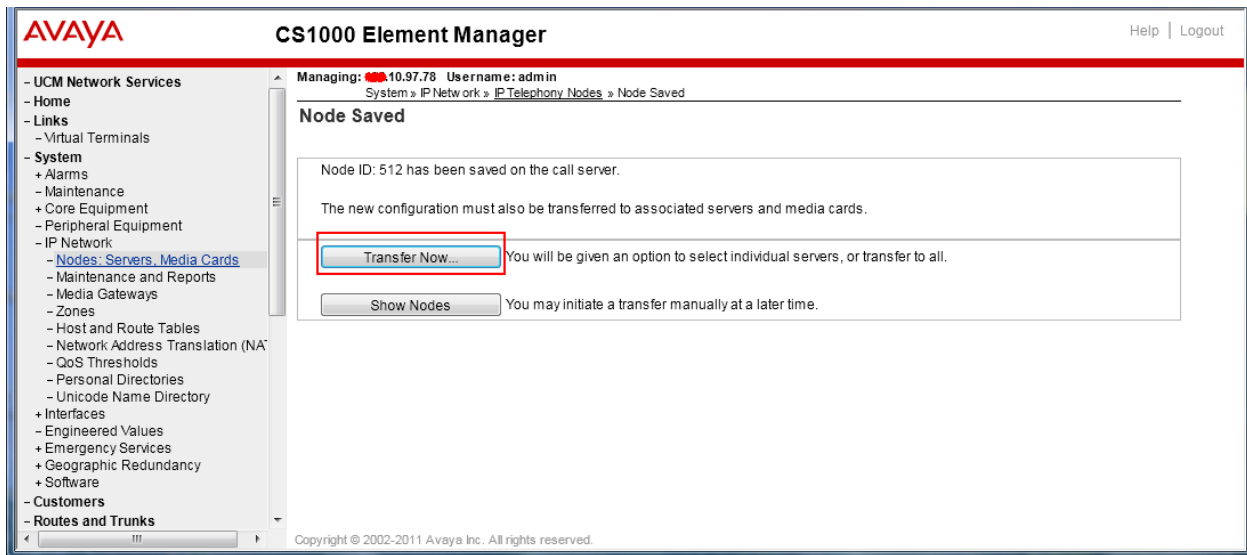 AVAYA
CS1000 Element Manager
Help | Logout
- UCM Network Services
- Home
- Links
- Virtual Terminals
- System
+ Alarms
- Maintenance
+ Core Equipment
- Peripheral Equipment
- IP Network
- Nodes: Servers, Media Cards
- Maintenance and Reports
- Media Gateways
- Zones
- Host and Route Tables
- Network Address Translation (NAT
- QoS Thresholds
- Personal Directories
- Unicode Name Directory
+ Interfaces
- Engineered Values
+ Emergency Services
+ Geographic Redundancy
+ Software
- Customers
- Routes and Trunks
Managing: .10.97.78 Username: admin
System » IP Network » IP Telephony Nodes » Node Saved
Node Saved
Node ID: 512 has been saved on the call server.
The new configuration must also be transferred to associated servers and media cards.
Transfer Now... You will be given an option to select individual servers, or transfer to all.
Show Nodes You may initiate a transfer manually at a later time.
Copyright © 2002-2011 Avaya Inc. All rights reserved.